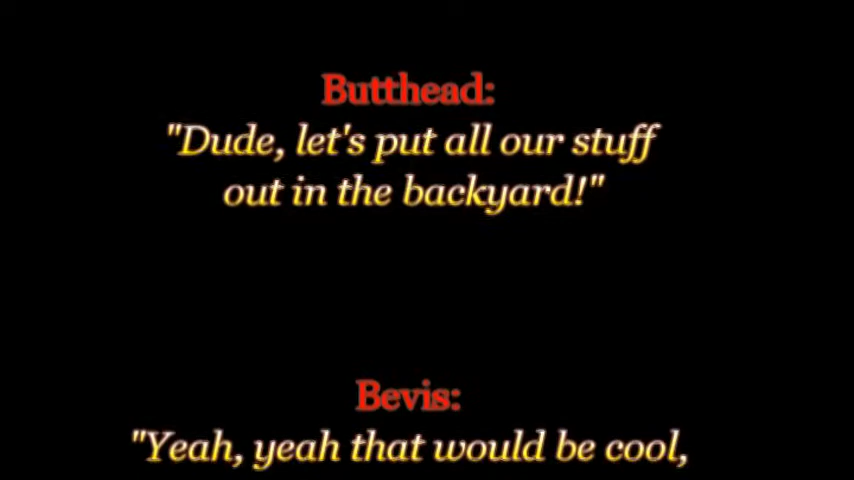 Butthead:
"Dude, let's put all our stuff
out in the backyard!"
Bevis:
"Yeah, yeah that would be cool,